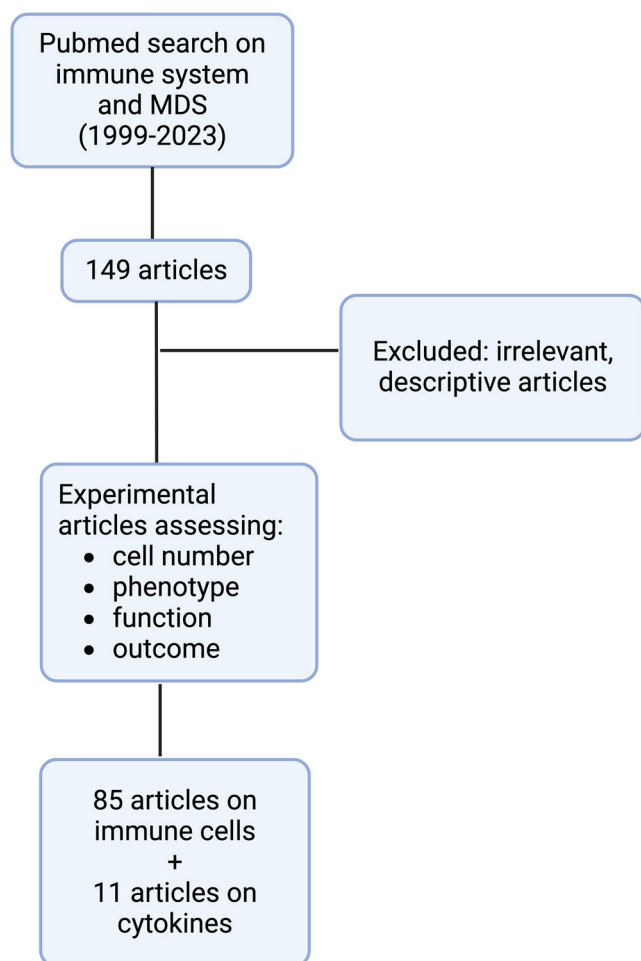 Pubmed search on
immune system
and MDS
(1999-2023)
149 articles
Excluded: irrelevant,
descriptive articles
Experimental
articles assessing:
• cell number
• phenotype
• function
• outcome
85 articles on
immune cells
+
11 articles on
cytokines